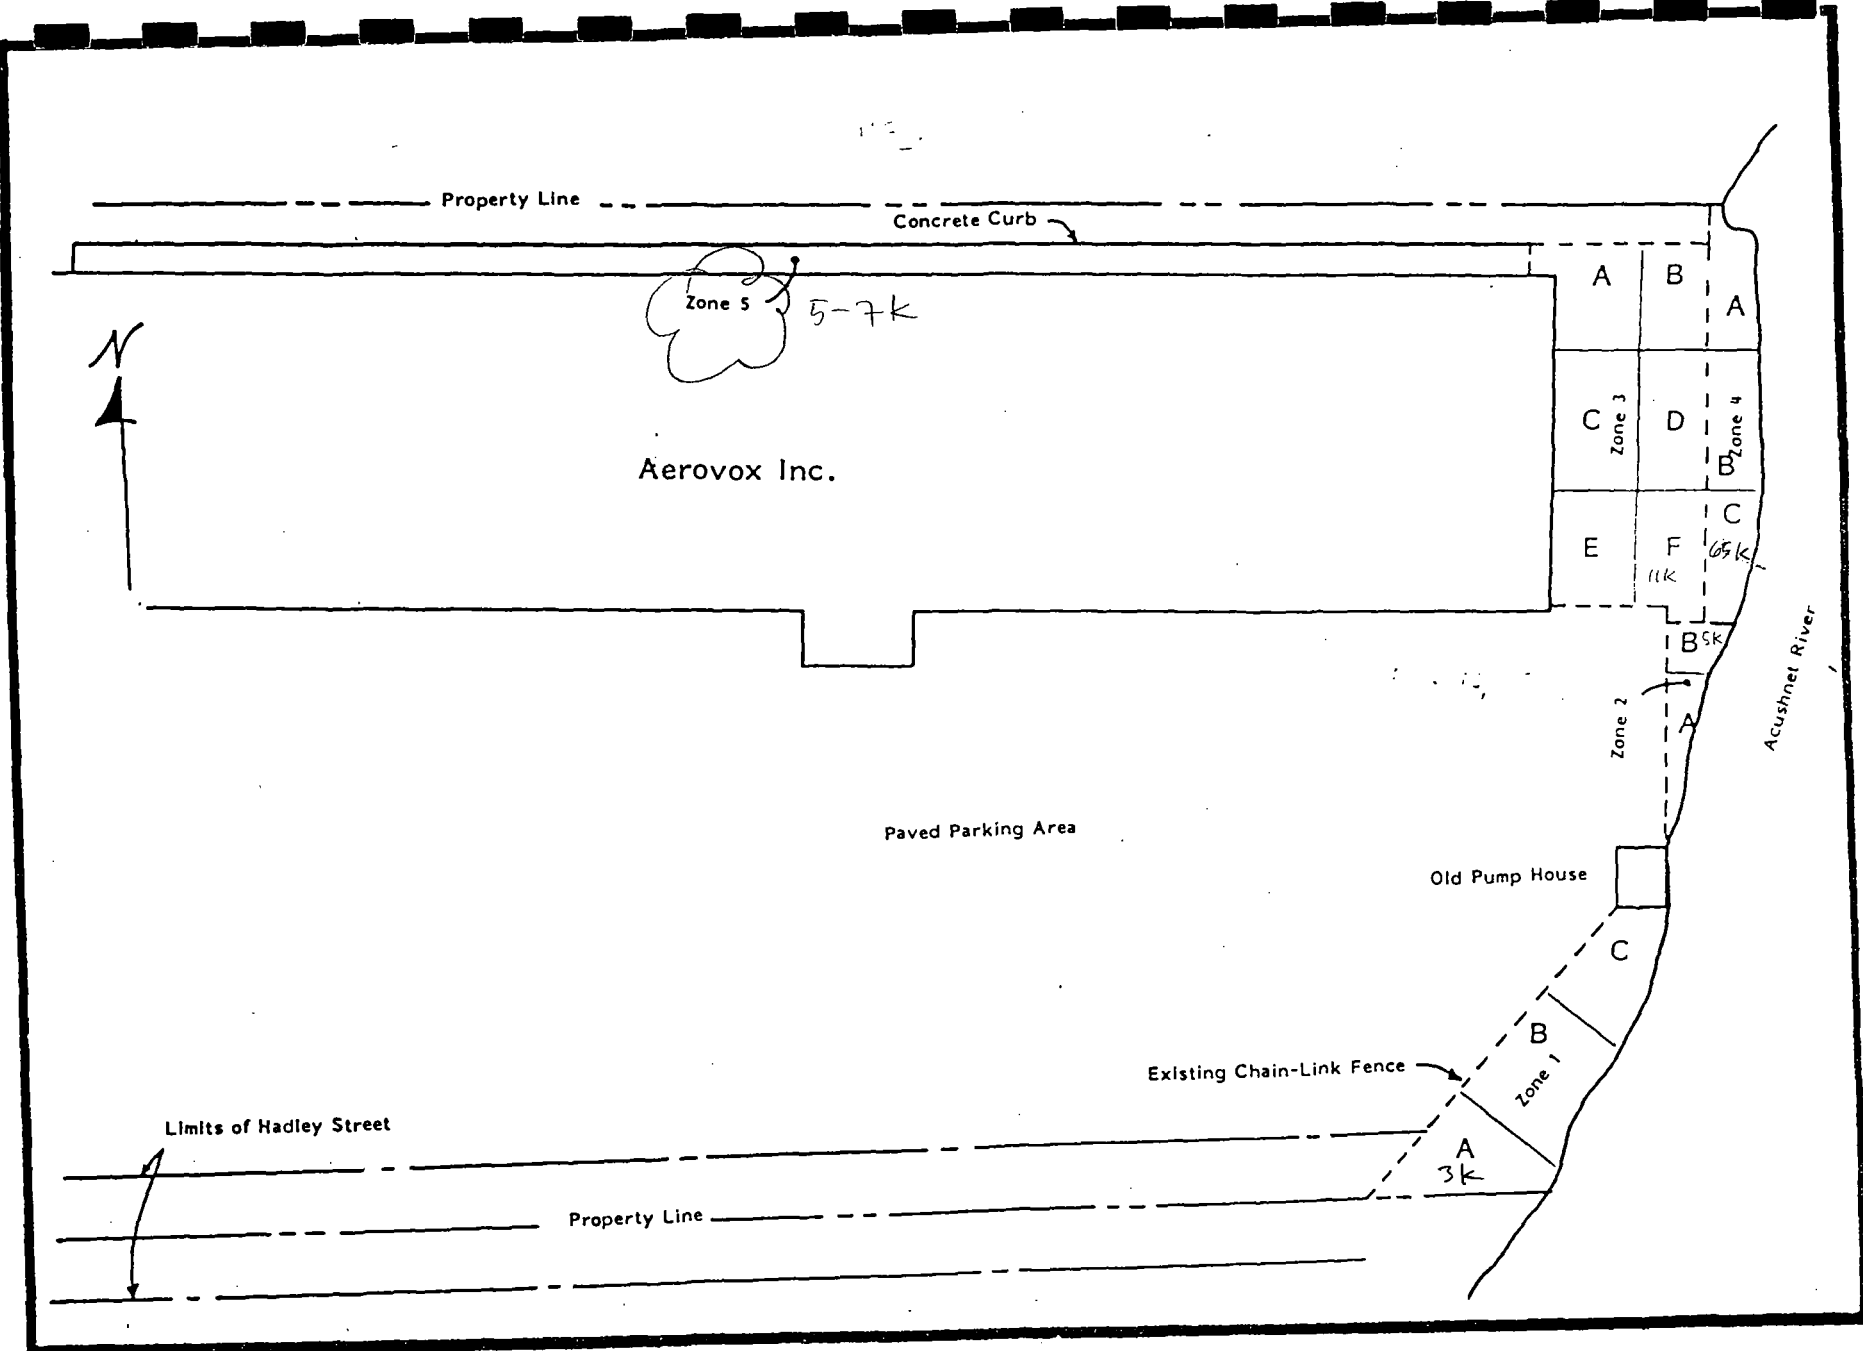 Property Line
Concrete Curb
A B
A
Zone 5
5-7K
N
C Zone 3 D Zone 4
B
Aerovox Inc.
C
E F 65K
11K
B 5K
Acushnet River
Zone 2
A
Paved Parking Area
Old Pump House
C
B
Existing Chain-Link Fence
Zone 1
Limits of Hadley Street
A
3K
Property Line